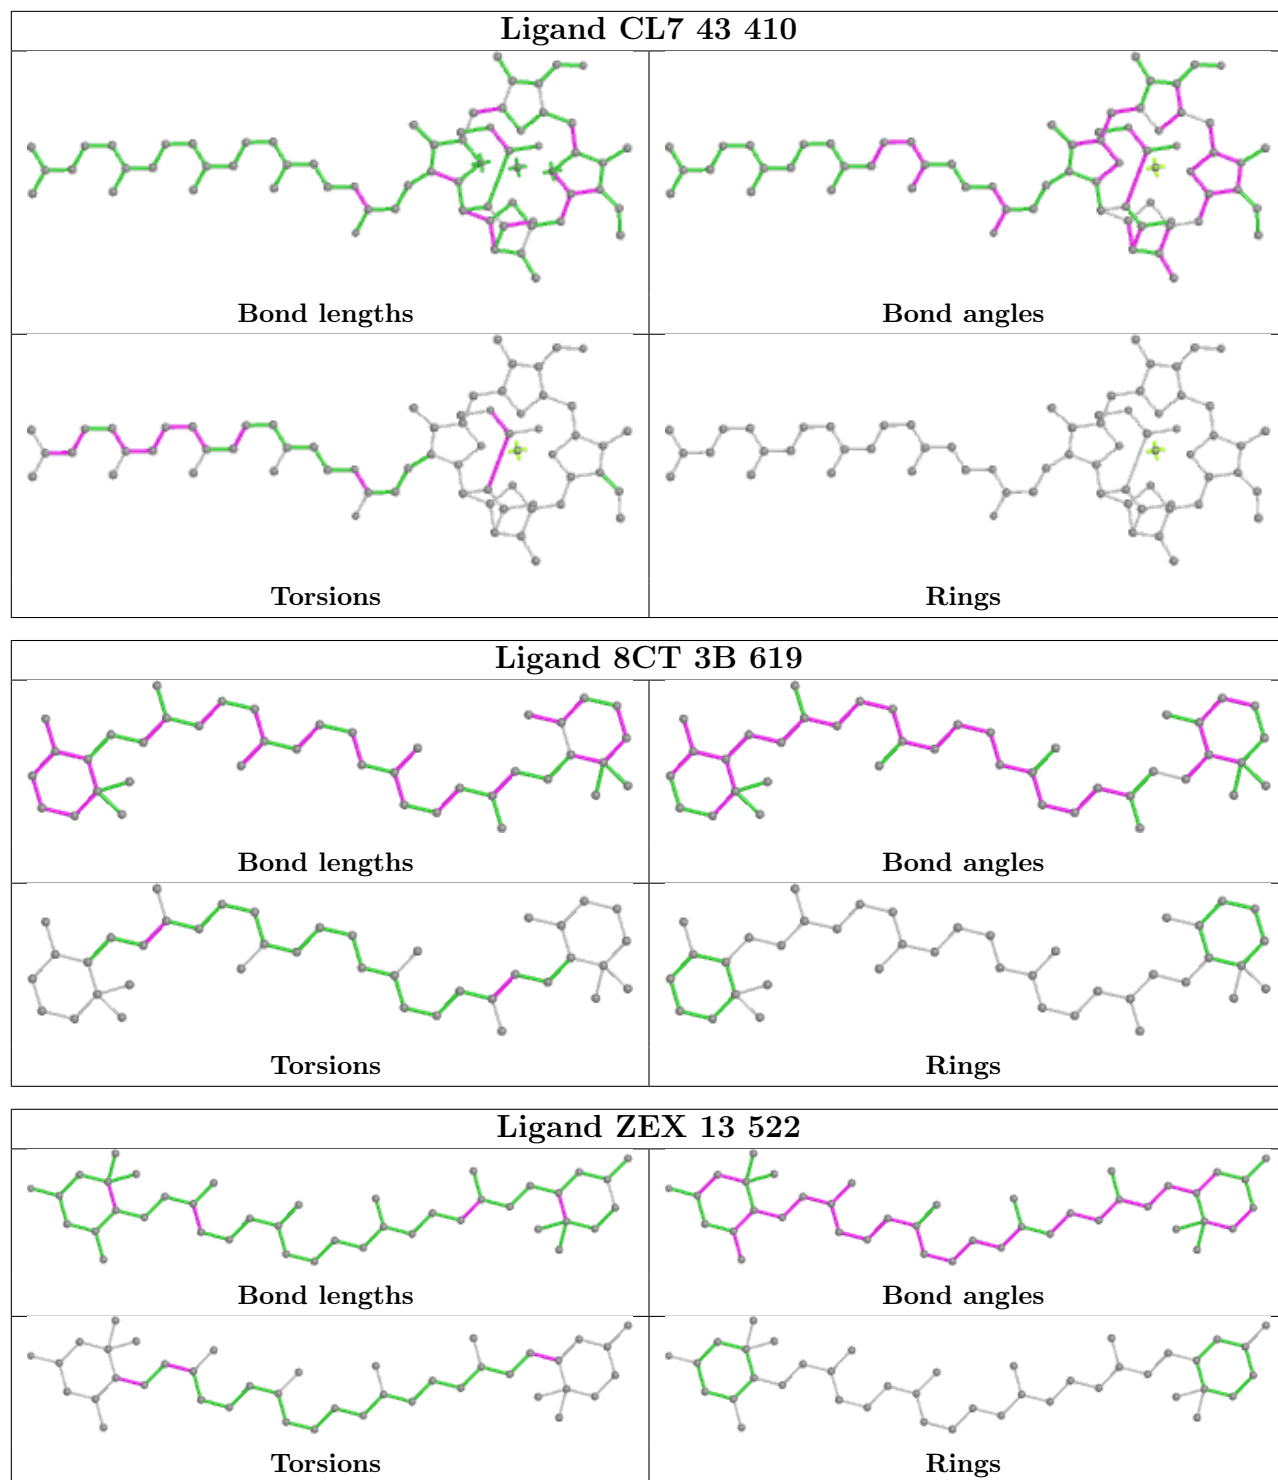 Ligand CL7 43 410
Bond lengths
Bond angles
Torsions
Rings
Ligand 8CT 3B 619
Bond lengths
Bond angles
Torsions
Rings
Ligand ZEX 13 522
Bond lengths
Bond angles
Torsions
Rings